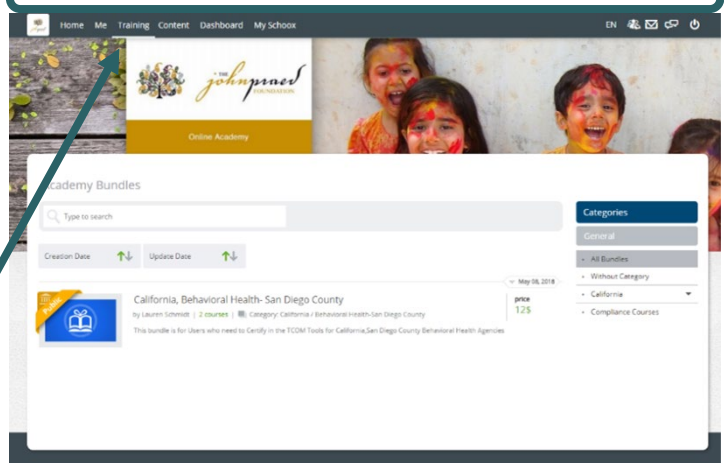 Home Me Training Content Dashboard My Schoox EN
THE
john praed
FOUNDATION
Online Academy
Academy Bundles
Type to search
Creation Date Update Date
May 08, 2018
Public
California, Behavioral Health- San Diego County
by Lauren Schmidt | 2 courses | Category: California / Behavioral Health-San Diego County
This bundle is for Users who need to Certify in the TCOM Tools for California,San Diego County Behavioral Health Agencies
price
12$
Categories
General
All Bundles
Without Category
California
Compliance Courses